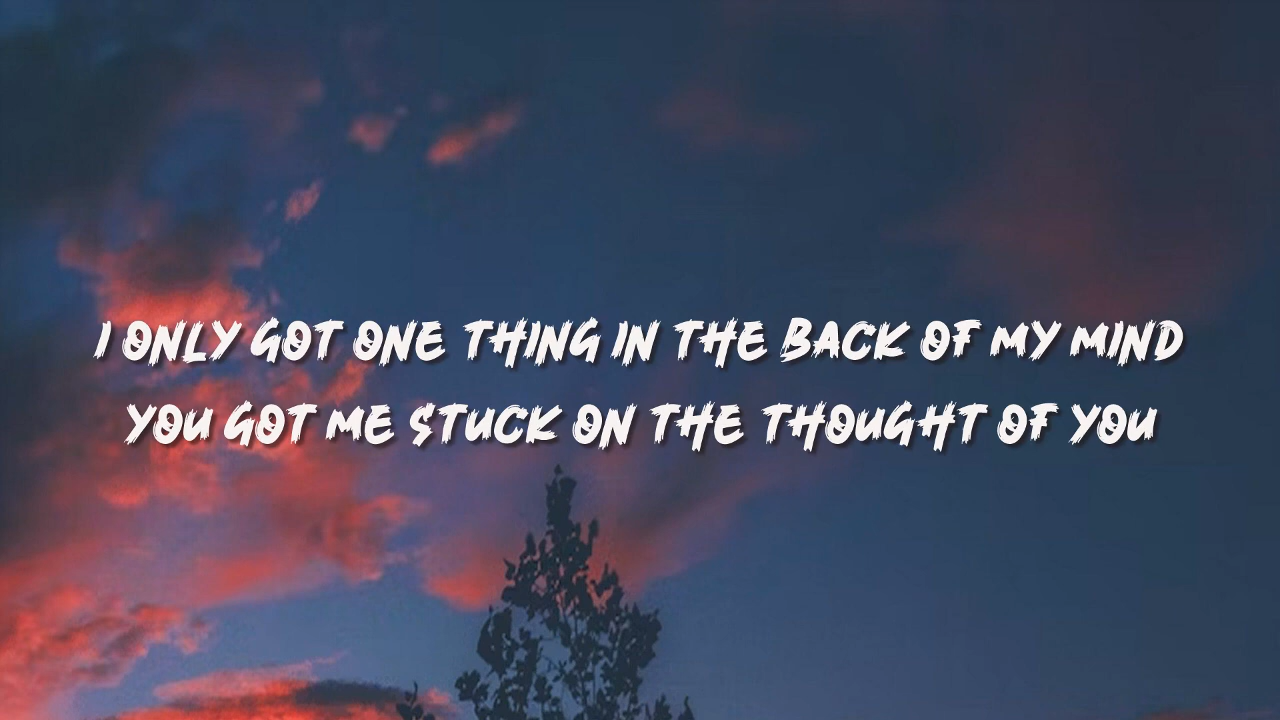 I ONLY GOT ONE THING IN THE BACK OF MY MIND
YOU GOT ME STUCK ON THE THOUGHT OF YOU